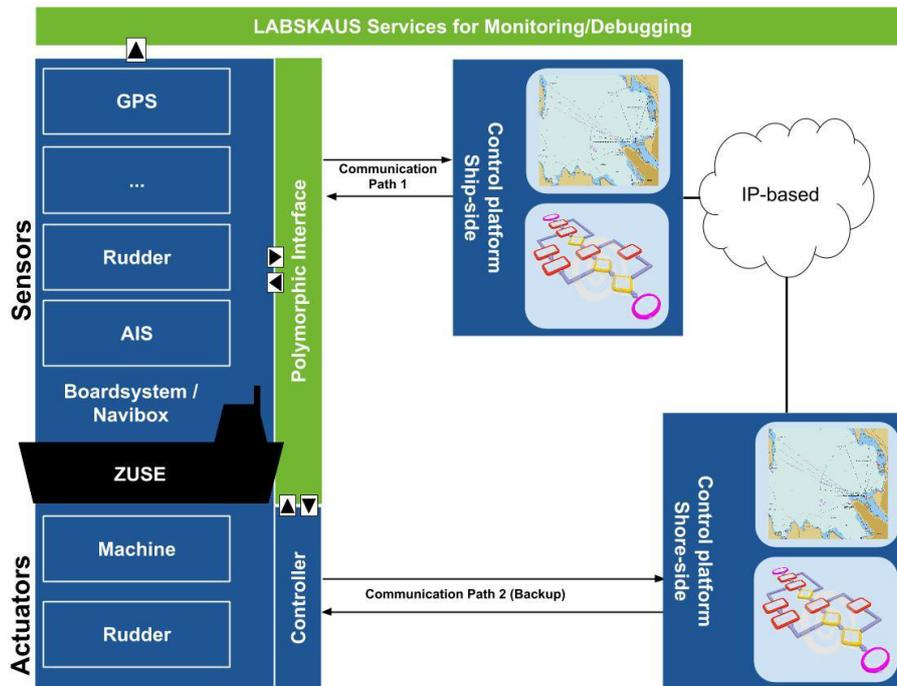 LABSKAUS Services for Monitoring/Debugging
Sensors
GPS
...
Rudder
AIS
Boardsystem /
Navibox
ZUSE
Actuators
Machine
Rudder
Polymorphic Interface
Controller
Communication
Path 1
Control platform
Ship-side
IP-based
Communication Path 2 (Backup)
Control platform
Shore-side